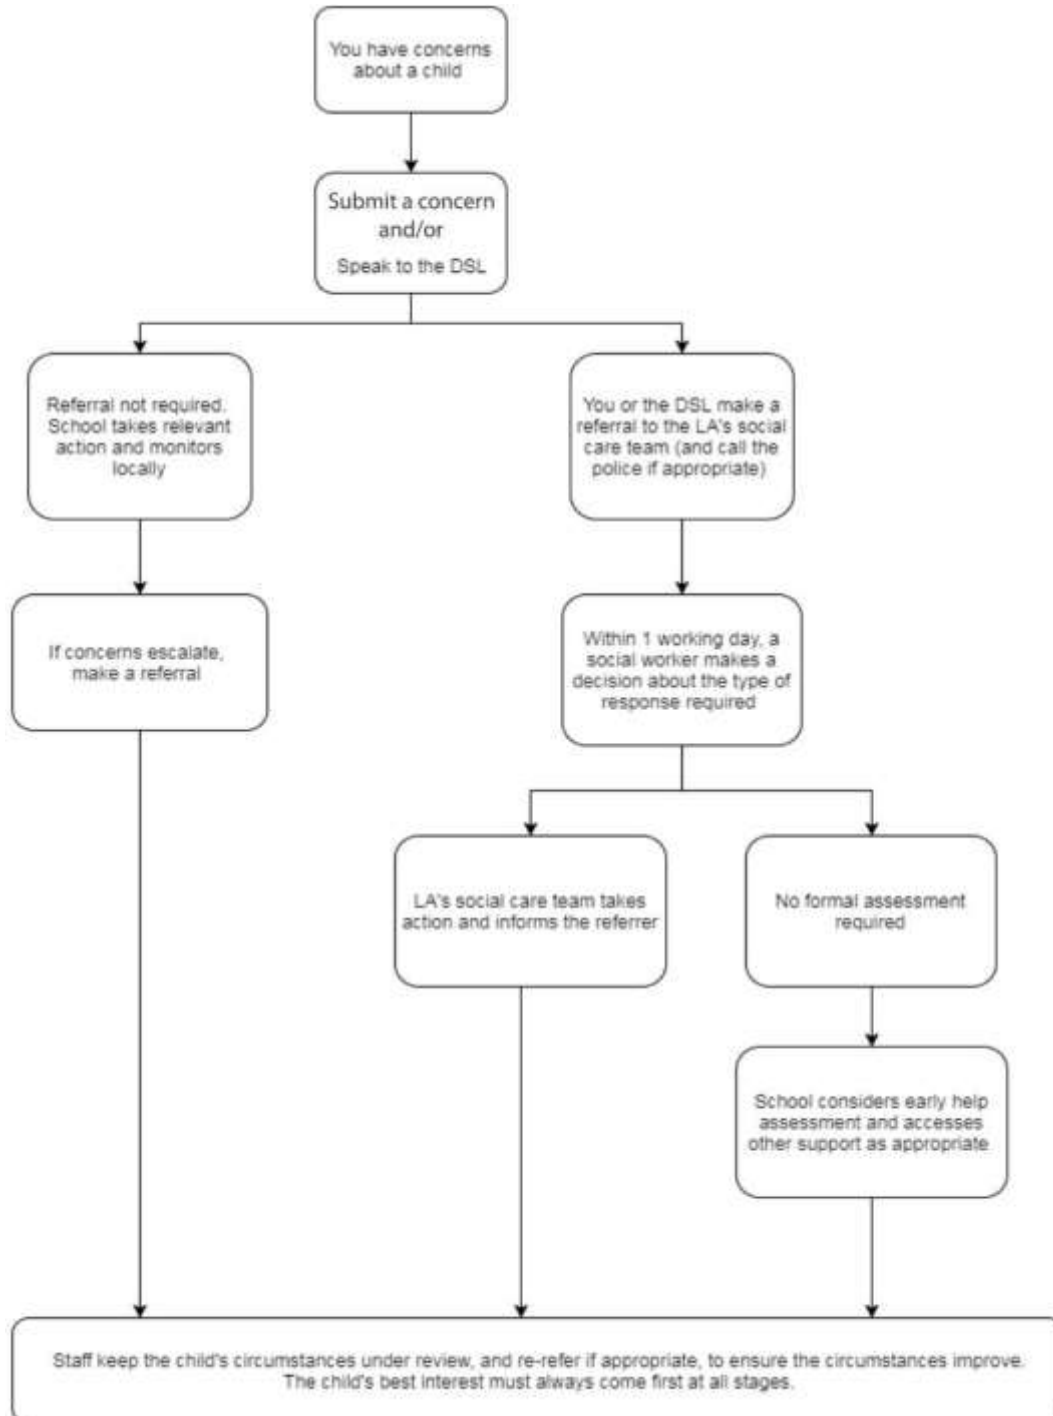 You have concerns
about a child
Submit a concern
and/or
Speak to the DSL
Referral not required.
School takes relevant
action and monitors
locally
You or the DSL make a
referral to the LA's social
care team (and call the
police if appropriate)
If concerns escalate,
make a referral
Within 1 working day, a
social worker makes a
decision about the type of
response required
LA's social care team takes
action and informs the referrer
No formal assessment
required
School considers early help
assessment and accesses
other support as appropriate
Staff keep the child's circumstances under review, and re-refer if appropriate, to ensure the circumstances improve.
The child's best interest must always come first at all stages.